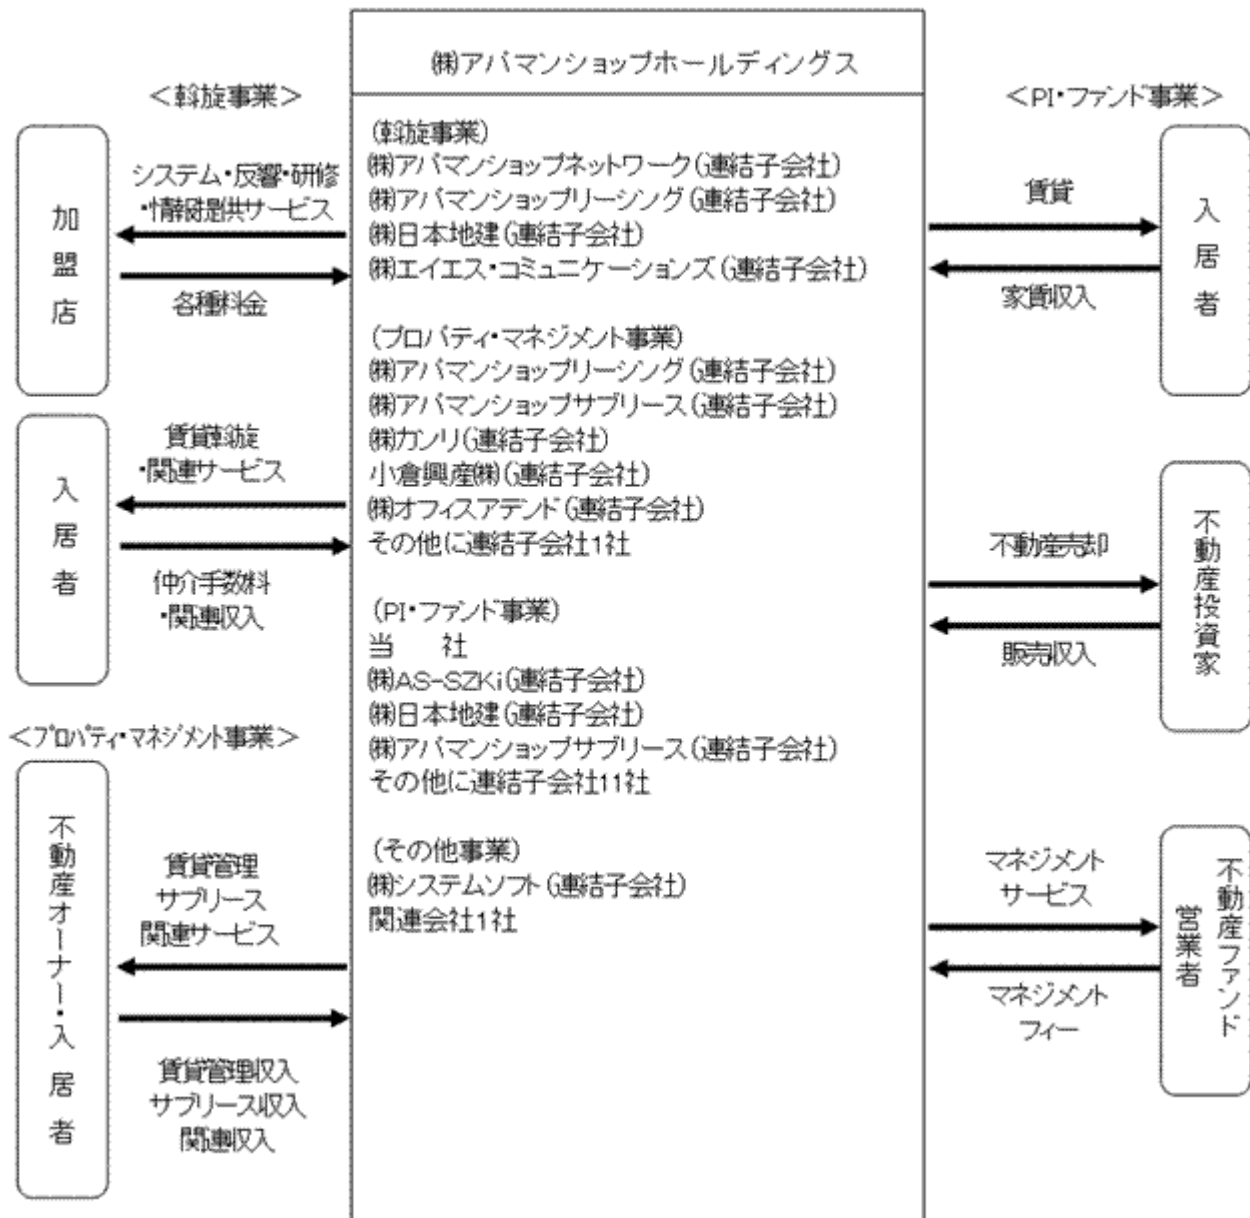 ㈱アパマンショップホールディングス
<斡旋事業>
加盟店
システム・反響・研修
・情報提供サービス
各種料金
入居者
賃貸斡旋
・関連サービス
仲介手数料
・関連収入
<プロパティ・マネジメント事業>
不動産オーナー・入居者
賃貸管理
サブリース
関連サービス
賃貸管理収入
サブリース収入
関連収入
(斡旋事業)
㈱アパマンショップネットワーク(連結子会社)
㈱アパマンショップリーシング(連結子会社)
㈱日本地建(連結子会社)
㈱エイエス・コミュニケーションズ(連結子会社)
(プロパティ・マネジメント事業)
㈱アパマンショップリーシング(連結子会社)
㈱アパマンショップサブリース(連結子会社)
㈱カンリ(連結子会社)
小倉興産㈱(連結子会社)
㈱オフィスアテンド(連結子会社)
その他に連結子会社1社
(PI・ファンド事業)
当　社
㈱AS-SZKi(連結子会社)
㈱日本地建(連結子会社)
㈱アパマンショップサブリース(連結子会社)
その他に連結子会社11社
(その他事業)
㈱システムソフト(連結子会社)
関連会社1社
<PI・ファンド事業>
賃貸
家賃収入
入居者
不動産売却
販売収入
不動産投資家
マネジメント
サービス
マネジメント
フィー
不動産ファンド
営業者